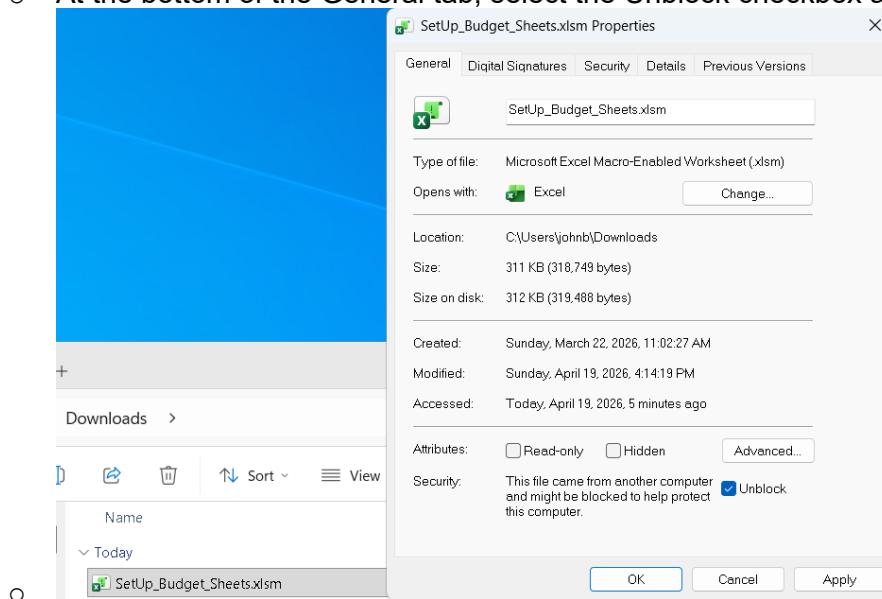 At the bottom of the General tab, select the Unblock checkbox
SetUp_Budget_Sheets.xlsm Properties
General Digital Signatures Security Details Previous Versions
SetUp_Budget_Sheets.xlsm
Type of file: Microsoft Excel Macro-Enabled Worksheet (.xlsm)
Opens with: Excel Change...
Location: C:\Users\johnb\Downloads
Size: 311 KB (318,749 bytes)
Size on disk: 312 KB (319,488 bytes)
Created: Sunday, March 22, 2026, 11:02:27 AM
Modified: Sunday, April 19, 2026, 4:14:19 PM
Accessed: Today, April 19, 2026, 5 minutes ago
Attributes: Read-only Hidden Advanced...
Security: This file came from another computer
and might be blocked to help protect
this computer.
Unblock
OK Cancel Apply
Downloads
Sort View
Name
Today
SetUp_Budget_Sheets.xlsm